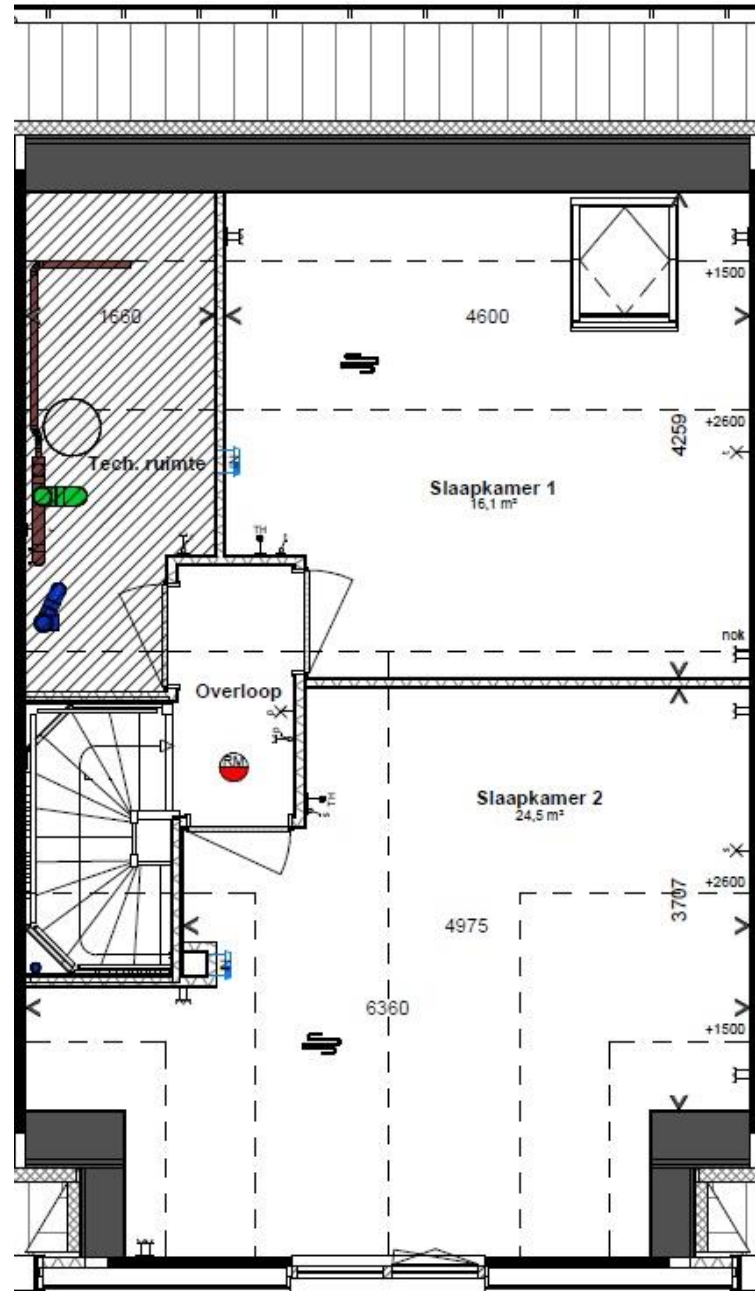 +1500
1660
4600
+2600
4259
Tech. ruimte
Slaapkamer 1
16,1 m²
TH
nok
Overloop
RM
TH
Slaapkamer 2
24,5 m²
+2600
3707
4975
6360
+1500